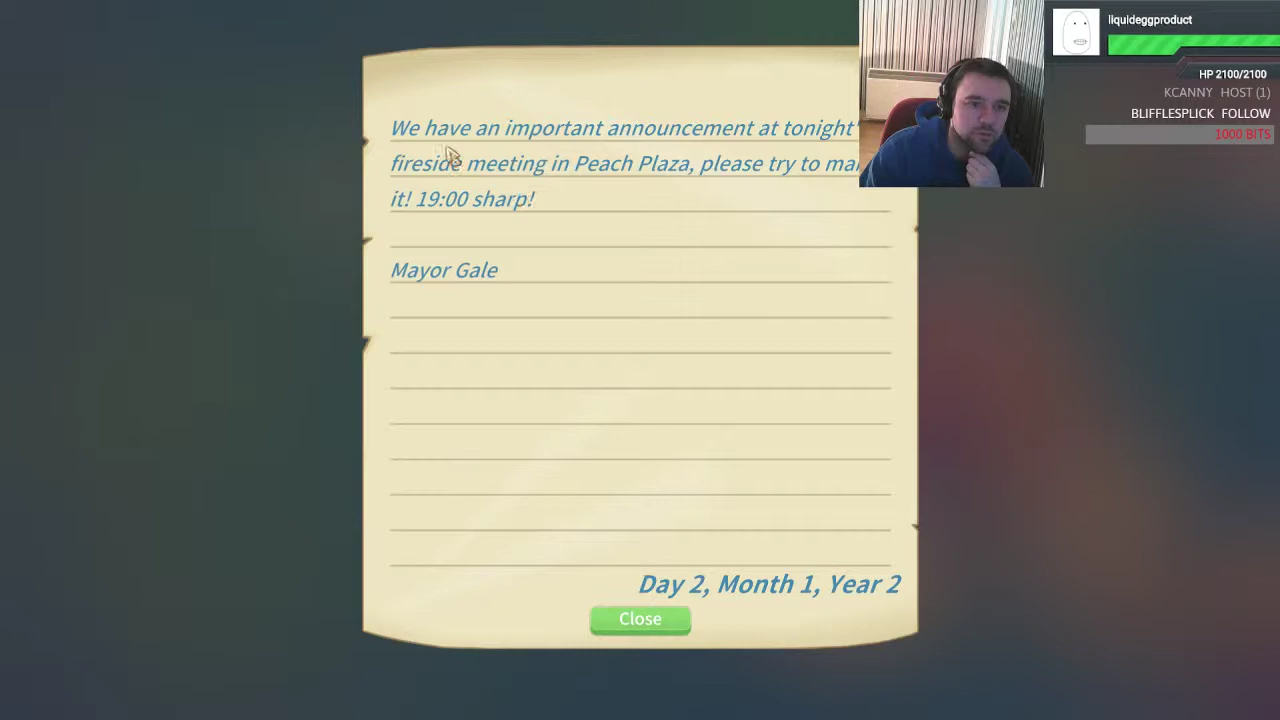 We have an important announcement at tonight'
fireside meeting in Peach Plaza, please try to
it! 19:00 sharp!
Mayor Gale
Day 2, Month 1, Year 2
Close
liquideggproduct
HP 2100/2100
KCANNY HOST (1)
BLIFFLESPLICK FOLLOW
1000 BITS